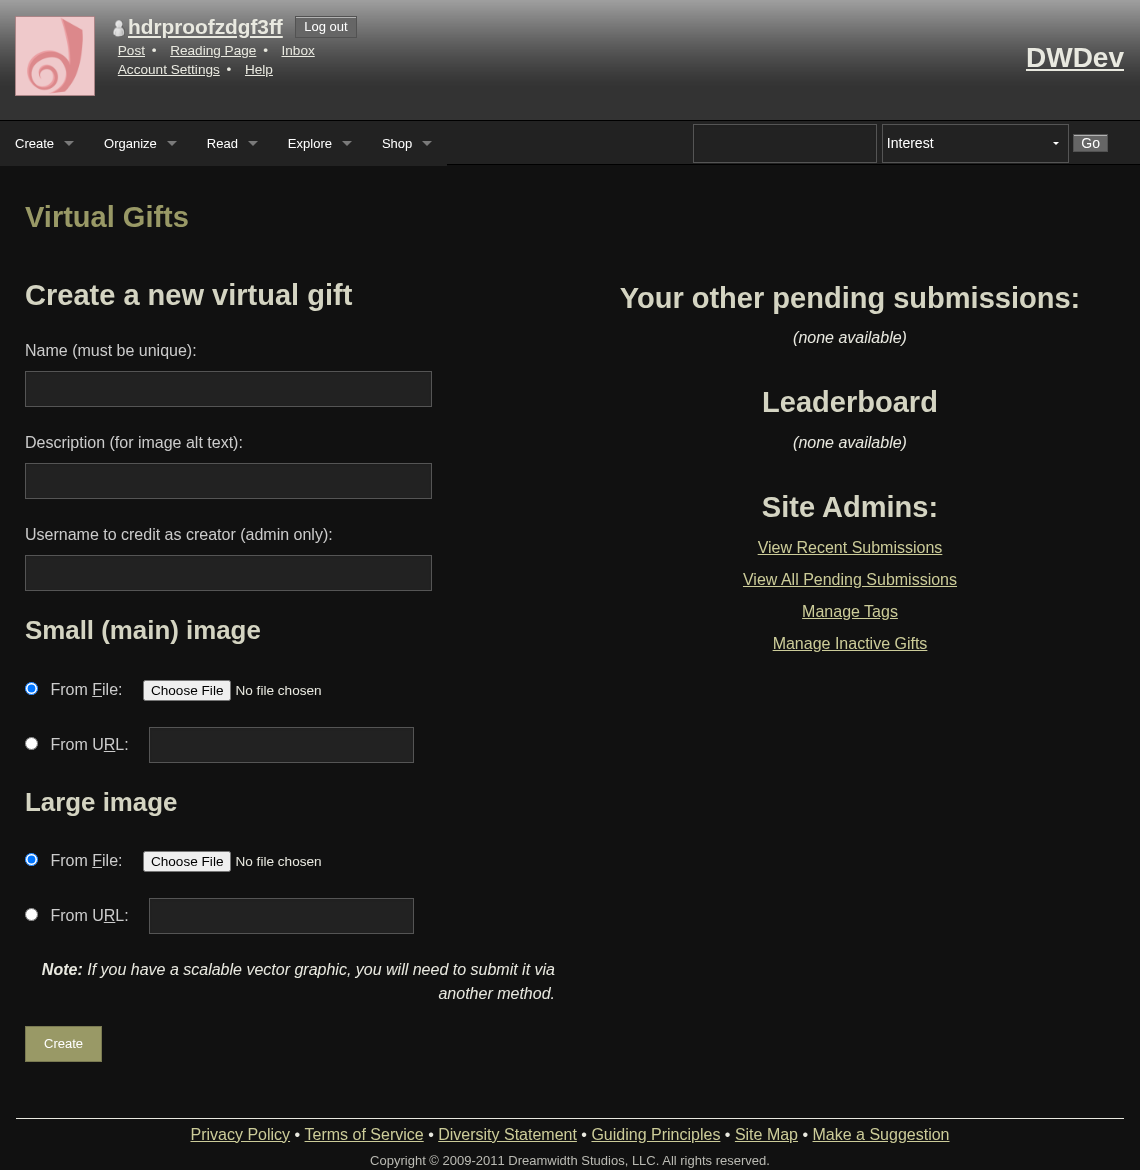 hdrproofzdgf3ff Log out
Post • Reading Page • Inbox
Account Settings • Help
DWDev
Create Organize Read Explore Shop Interest Go
Virtual Gifts
Create a new virtual gift
Name (must be unique):
Description (for image alt text):
Username to credit as creator (admin only):
Small (main) image
From File: Choose File No file chosen
From URL:
Large image
From File: Choose File No file chosen
From URL:
Note: If you have a scalable vector graphic, you will need to submit it via
another method.
Create
Your other pending submissions:
(none available)
Leaderboard
(none available)
Site Admins:
View Recent Submissions
View All Pending Submissions
Manage Tags
Manage Inactive Gifts
Privacy Policy • Terms of Service • Diversity Statement • Guiding Principles • Site Map • Make a Suggestion
Copyright © 2009-2011 Dreamwidth Studios, LLC. All rights reserved.